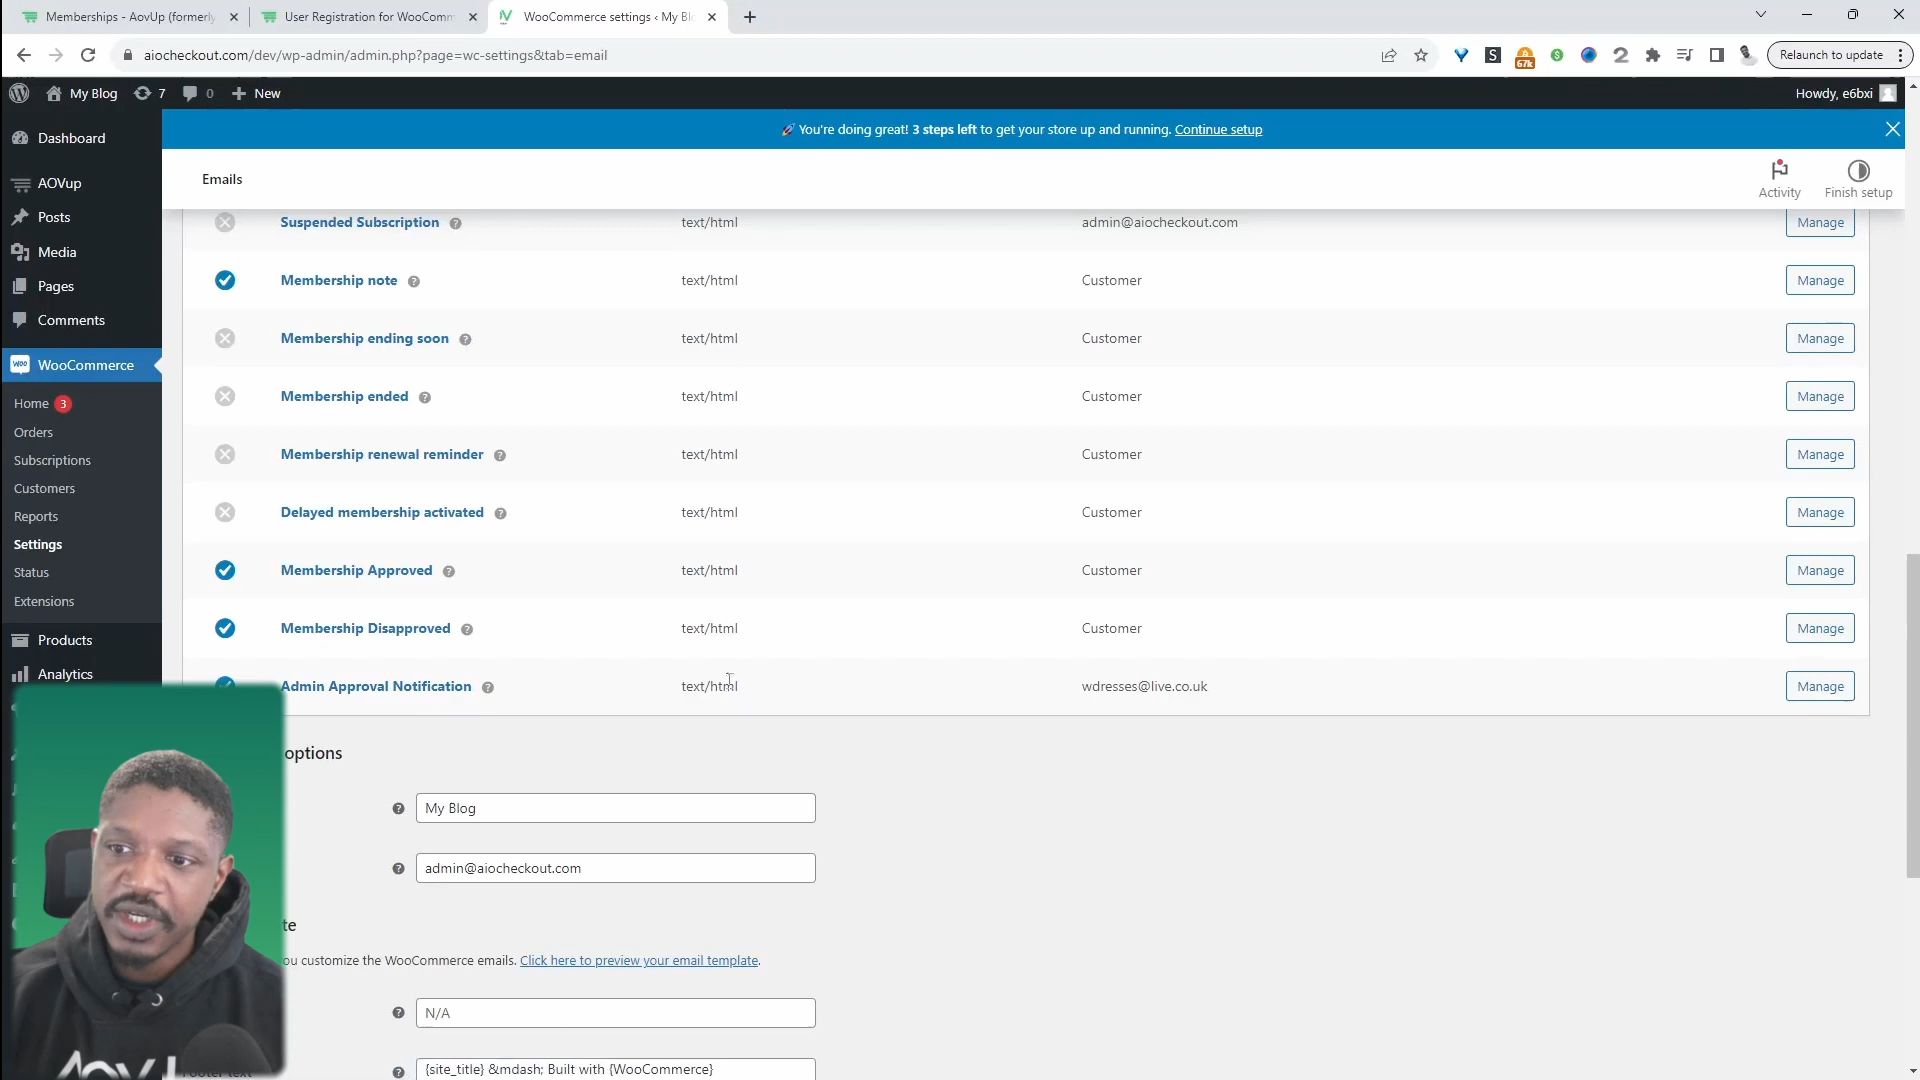 Memberships - AovUp (formerly
User Registration for WooComm
WooCommerce settings ‹ My Bl
aiocheckout.com/dev/wp-admin/admin.php?page=wc-settings&tab=email
S
67k
Relaunch to update
My Blog
7
0
New
Howdy, e6bxi
🚀 You're doing great! 3 steps left to get your store up and running. Continue setup
Dashboard
AOVup
Posts
Media
Pages
Comments
WooCommerce
Home 3
Orders
Subscriptions
Customers
Reports
Settings
Status
Extensions
Products
Analytics
Emails
Activity
Finish setup
Suspended Subscription ? text/html admin@aiocheckout.com Manage
Membership note ? text/html Customer Manage
Membership ending soon ? text/html Customer Manage
Membership ended ? text/html Customer Manage
Membership renewal reminder ? text/html Customer Manage
Delayed membership activated ? text/html Customer Manage
Membership Approved ? text/html Customer Manage
Membership Disapproved ? text/html Customer Manage
Admin Approval Notification ? text/html wdresses@live.co.uk Manage
options
? My Blog
? admin@aiocheckout.com
te
ou customize the WooCommerce emails. Click here to preview your email template.
? N/A
? {site_title} &mdash; Built with {WooCommerce}